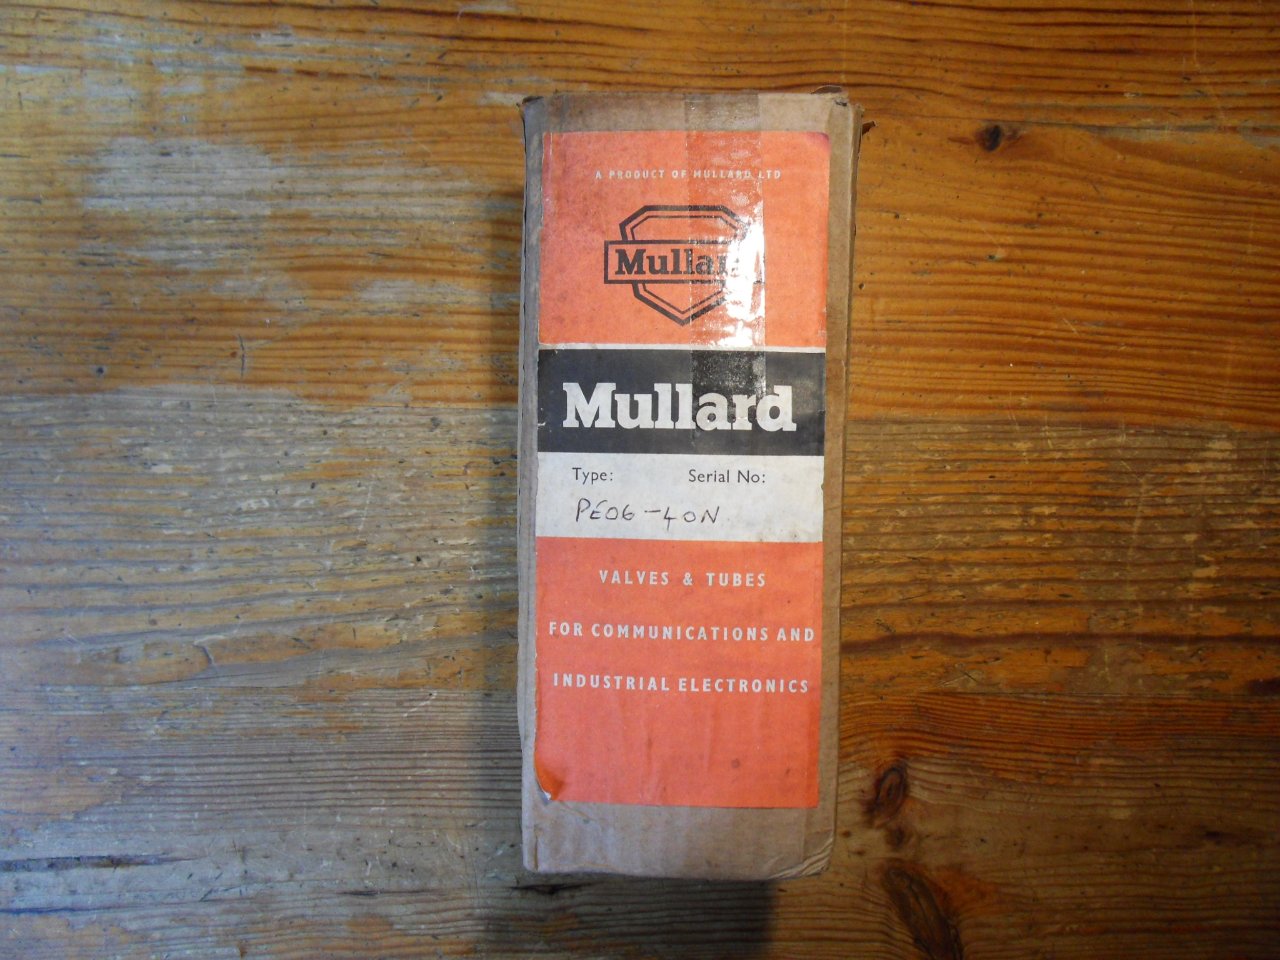 A PRODUCT OF MULLARD LTD
Mullard
Mullard
Type: Serial No:
PE06-40N
VALVES & TUBES
FOR COMMUNICATIONS AND
INDUSTRIAL ELECTRONICS